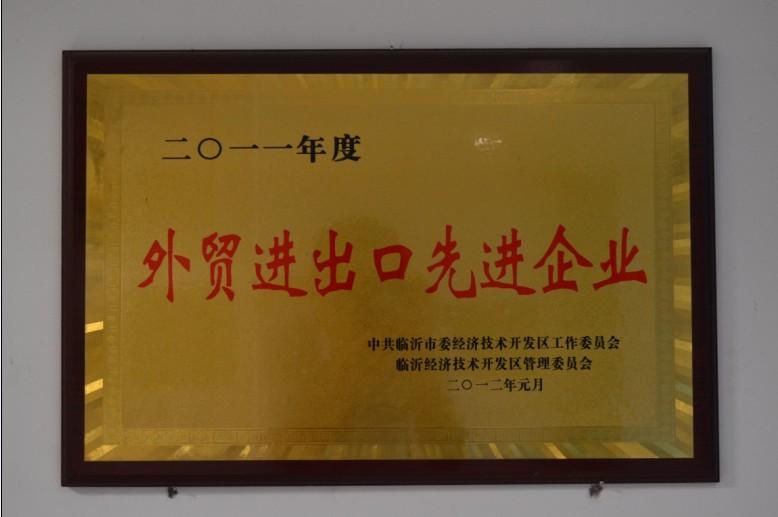 二〇一一年度
外贸进出口先进企业
中共临沂市委经济技术开发区工作委员会
临沂经济技术开发区管理委员会
二〇一二年元月